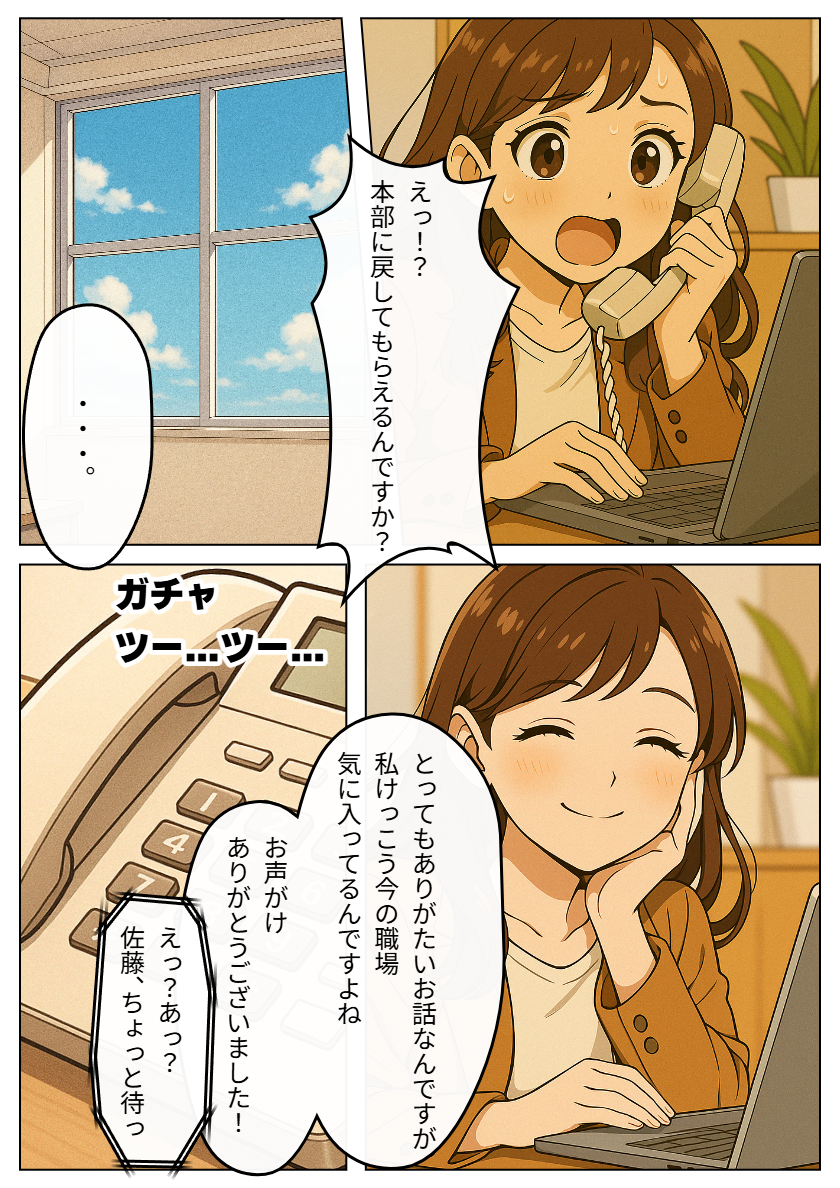 えっ!?
本部に戻してもらえるんですか?
・・・。
とってもありがたいお話なんですが
私けっこう今の職場
気に入ってるんですよね
お声がけ
ありがとうございました!
えっ?あっ?
佐藤、ちょっと待っ
ガチャ
ツー...ツー...
1
4
7